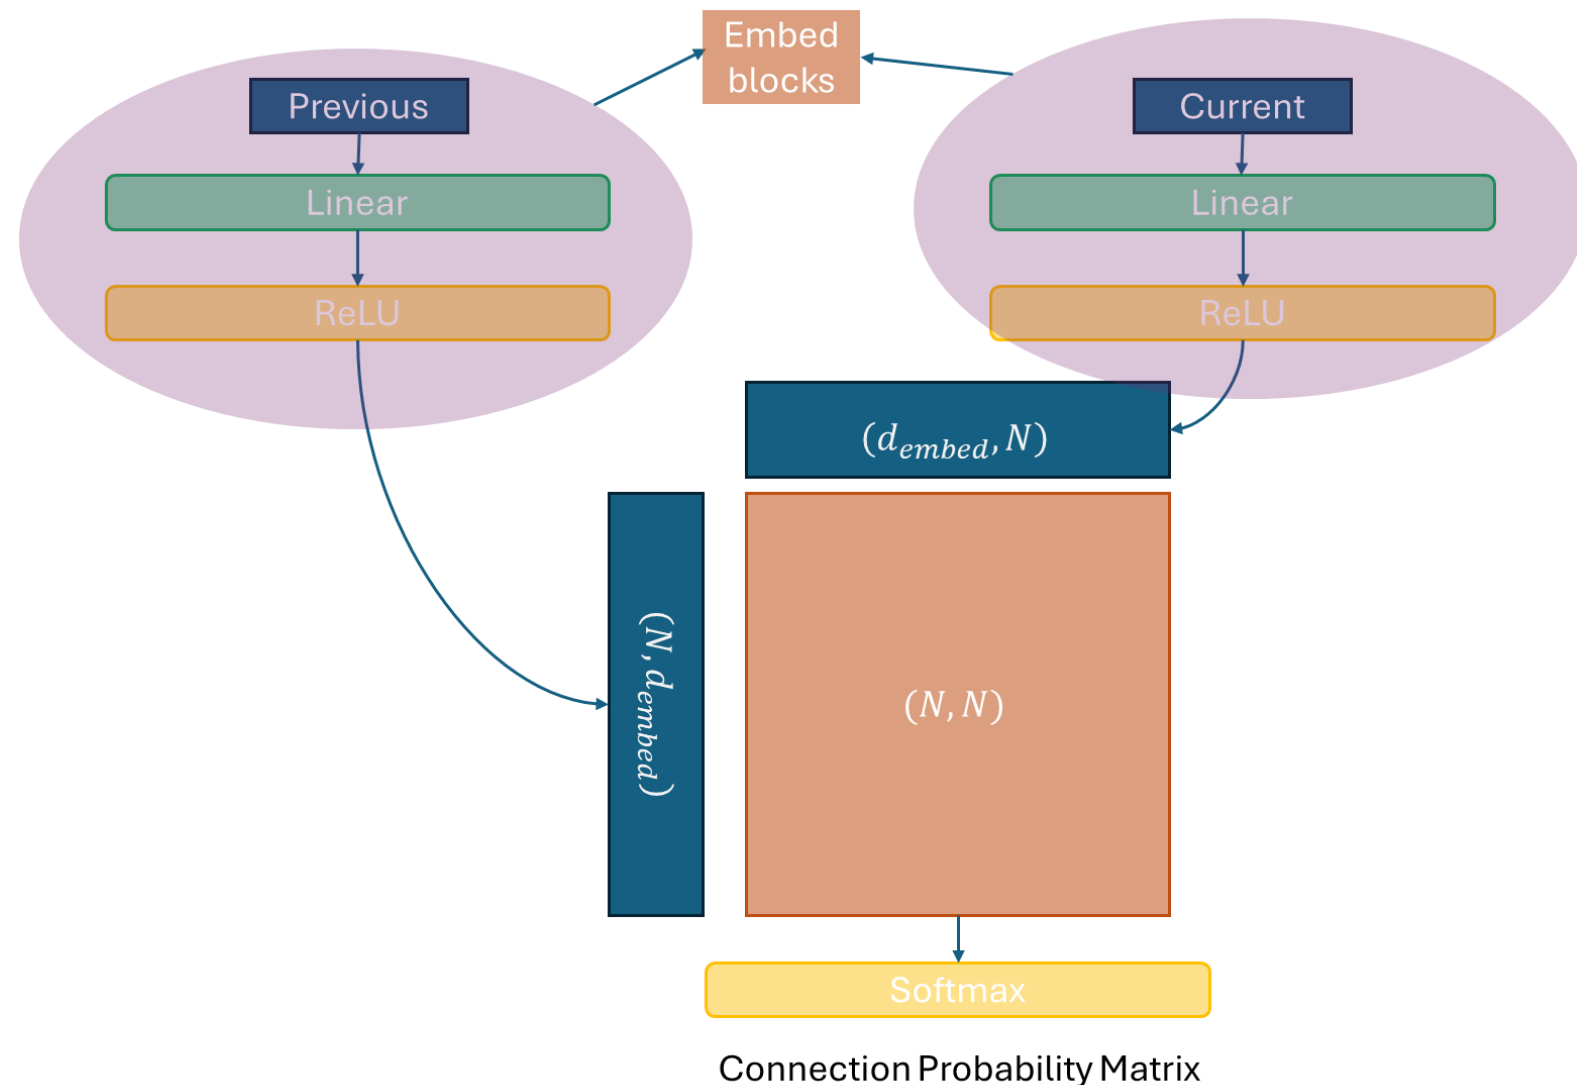 Embed
blocks
Previous
Current
Linear
Linear
ReLU
ReLU
(d_embed, N)
(N, d_embed)
(N, N)
Softmax
Connection Probability Matrix